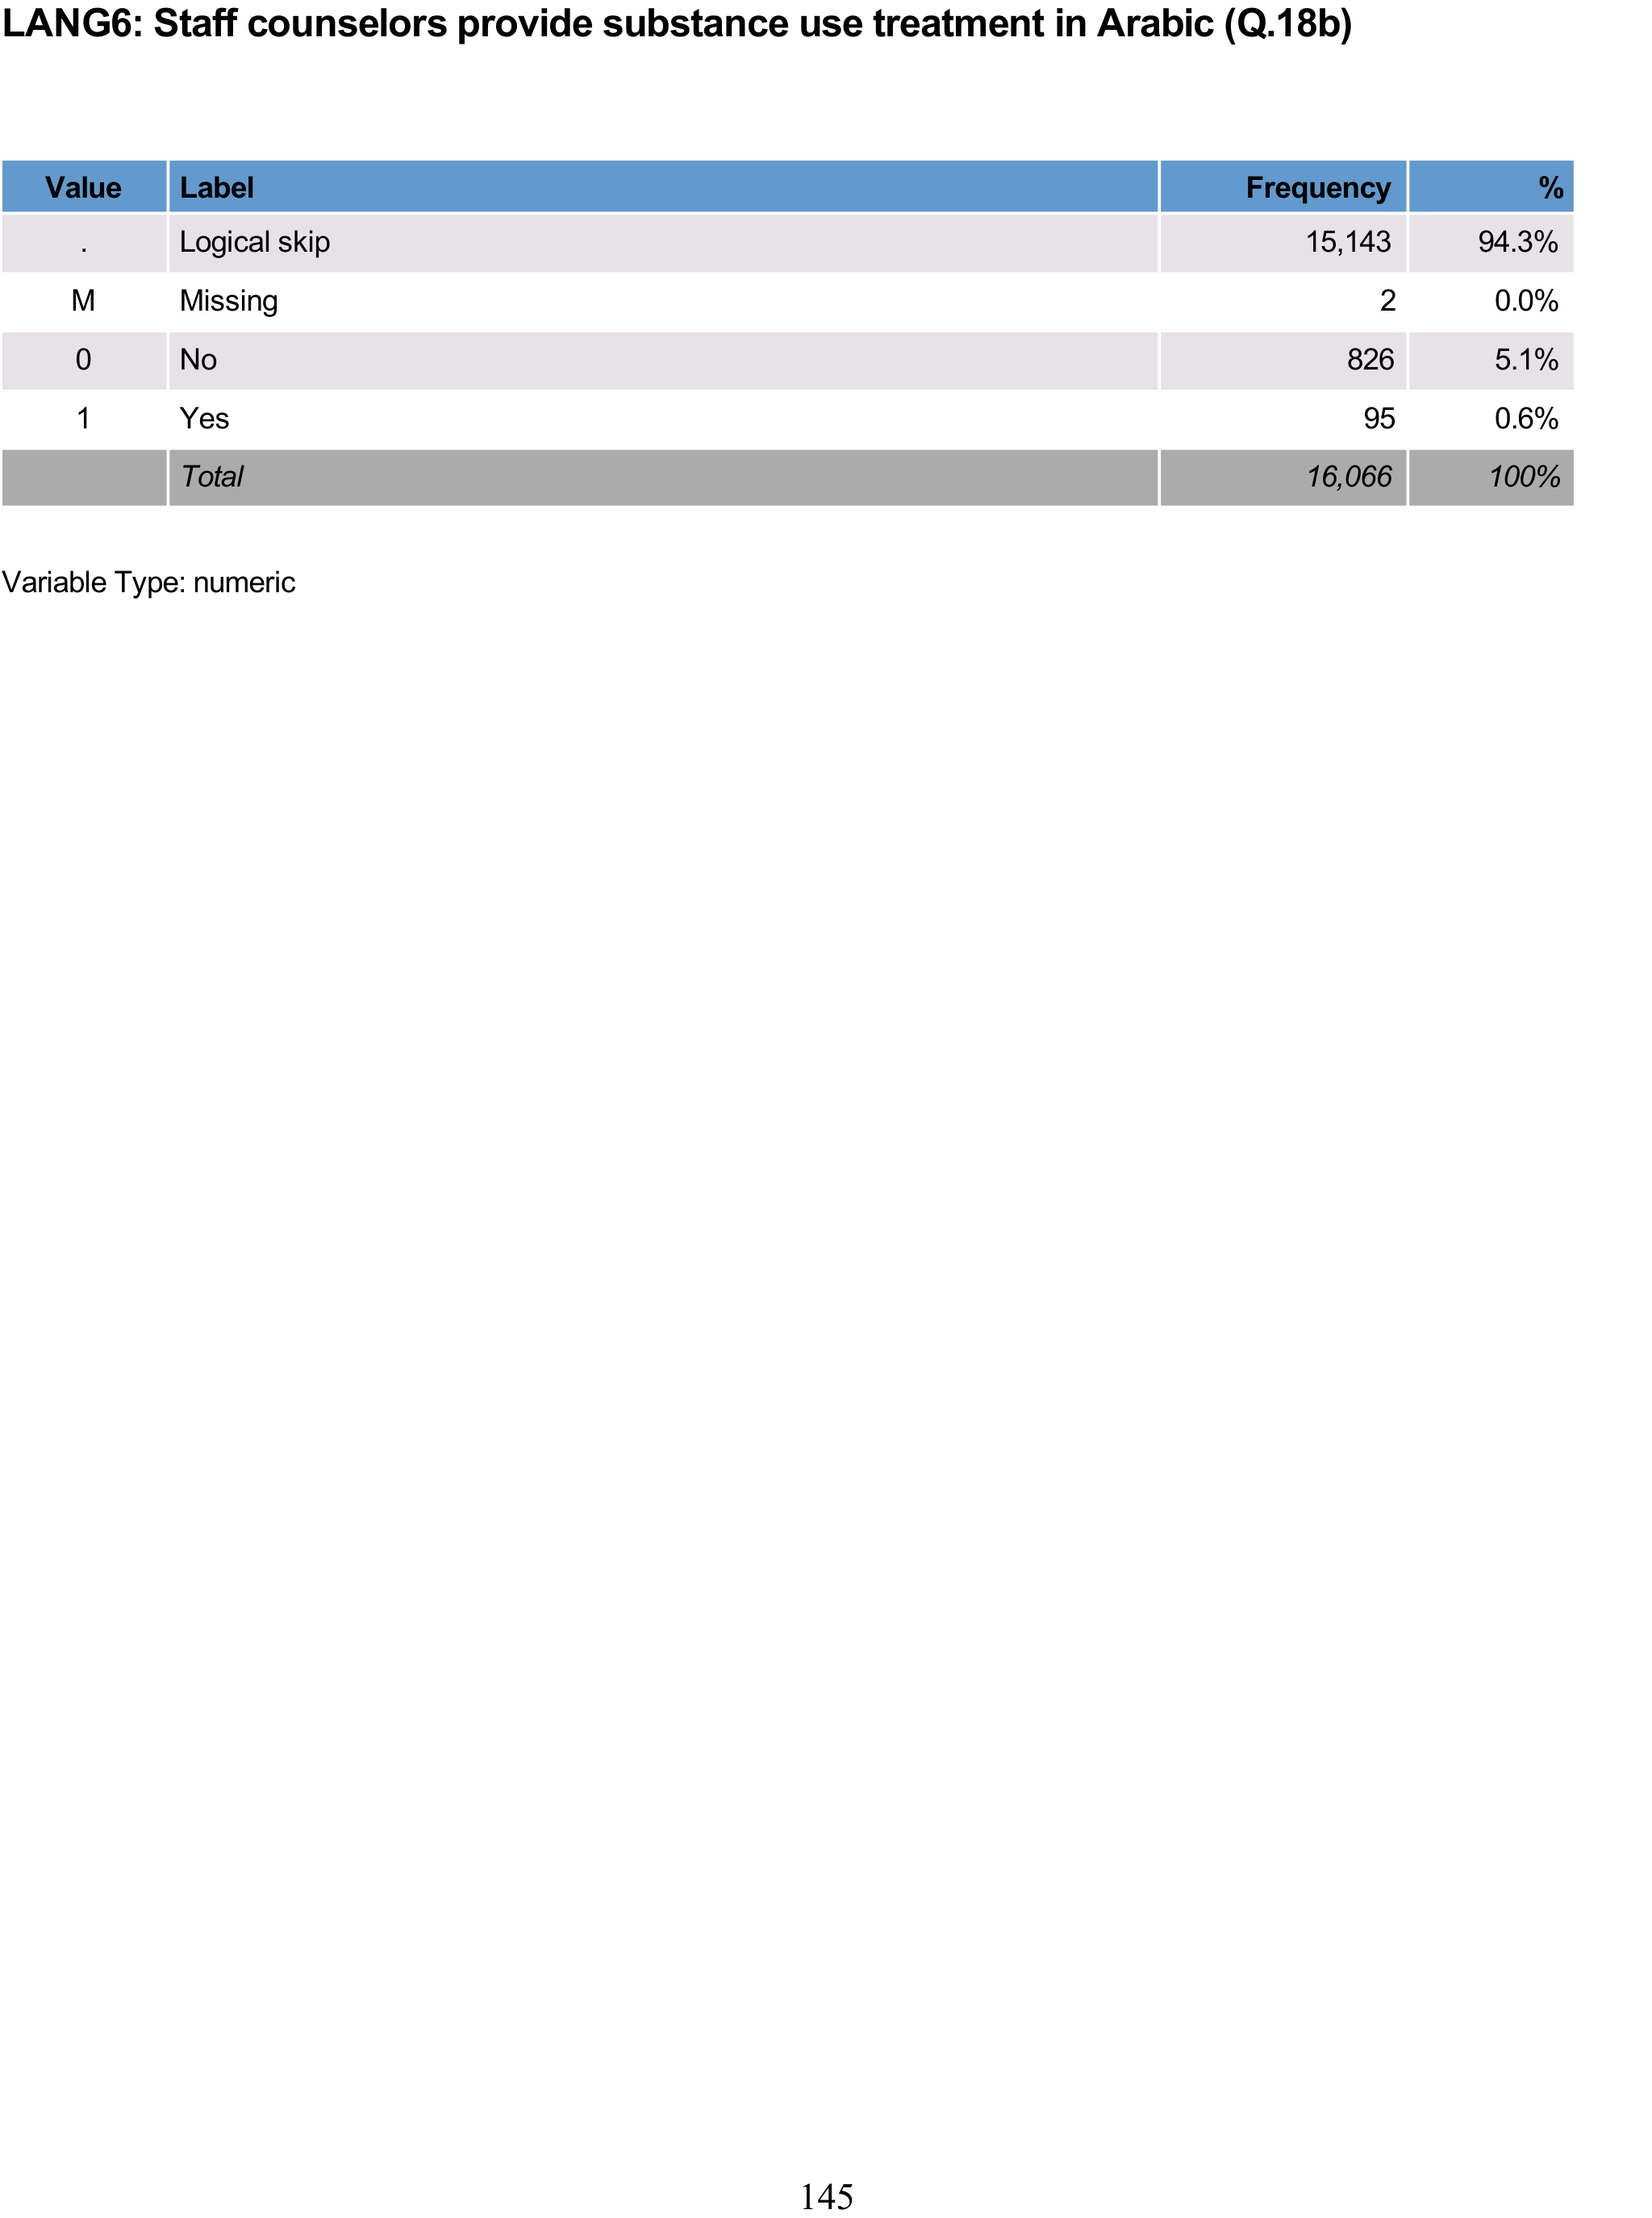 LANG6: Staff counselors provide substance use treatment in Arabic (Q.18b)
Value Label Frequency %
. Logical skip 15,143 94.3%
M Missing 2 0.0%
0 No 826 5.1%
1 Yes 95 0.6%
Total 16,066 100%
Variable Type: numeric
145